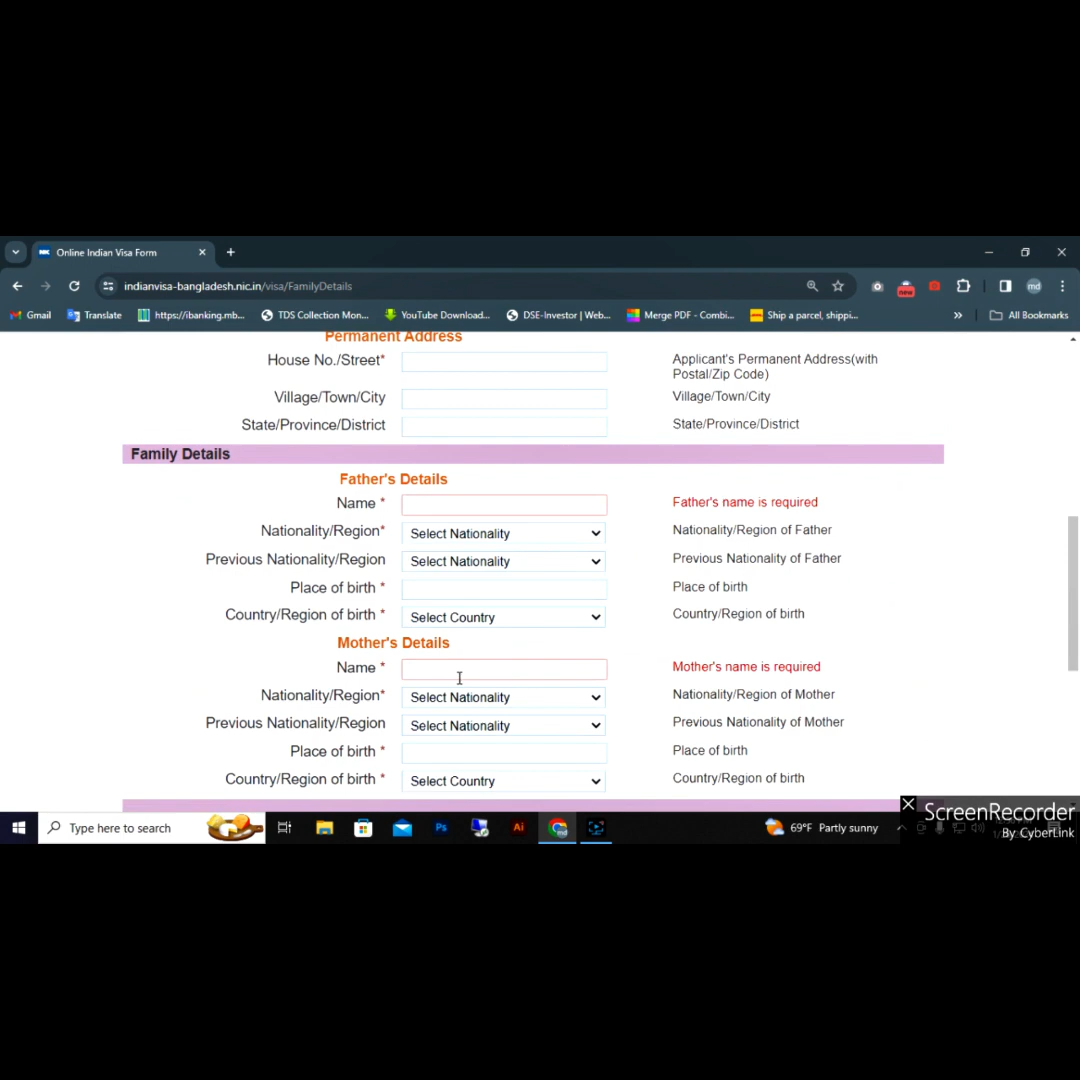 Online Indian Visa Form
indianvisa-bangladesh.nic.in/visa/FamilyDetails
new
md
Gmail
Translate
https://ibanking.mb...
TDS Collection Mon...
YouTube Download...
DSE-Investor | Web...
Merge PDF - Combi...
Ship a parcel, shippi...
»
All Bookmarks
Permanent Address
House No./Street*
Applicant's Permanent Address(with
Postal/Zip Code)
Village/Town/City
Village/Town/City
State/Province/District
State/Province/District
Family Details
Father's Details
Name *
Father's name is required
Nationality/Region*
Select Nationality
Nationality/Region of Father
Previous Nationality/Region
Select Nationality
Previous Nationality of Father
Place of birth *
Place of birth
Country/Region of birth *
Select Country
Country/Region of birth
Mother's Details
Name *
Mother's name is required
Nationality/Region*
Select Nationality
Nationality/Region of Mother
Previous Nationality/Region
Select Nationality
Previous Nationality of Mother
Place of birth *
Place of birth
Country/Region of birth *
Select Country
Country/Region of birth
ScreenRecorder
By CyberLink
Type here to search
Ps
Ai
69°F Partly sunny